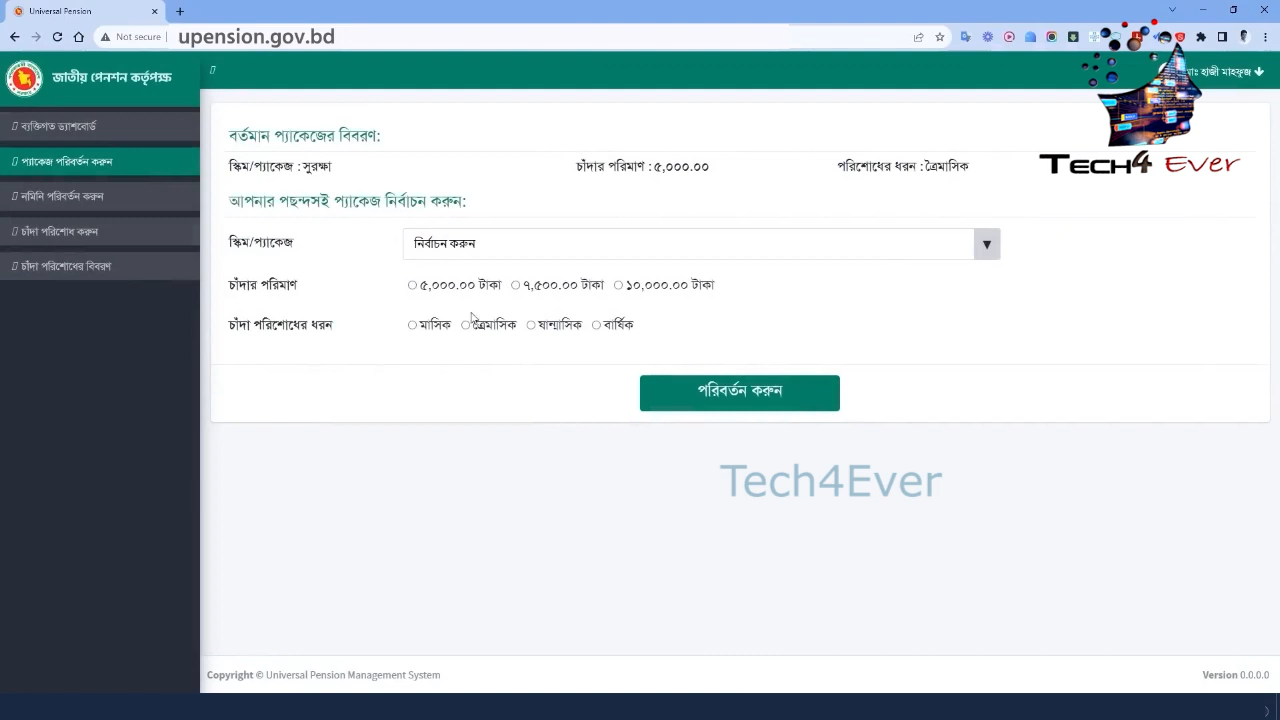 Universal Pension
Not secure
upension.gov.bd
জাতীয় পেনশন কর্তৃপক্ষ
মোঃ হাজী মাহফুজ
TECH4 Ever
ব্যক্তিগত ড্যাশবোর্ড
প্যাকেজ পরিবর্তন করুন
নমিনি পরিবর্তন করুন
চাঁদা পরিশোধ করুন
চাঁদা পরিশোধের বিবরণ
বর্তমান প্যাকেজের বিবরণ:
স্কিম/প্যাকেজ : সুরক্ষা চাঁদার পরিমাণ : ৫,০০০.০০ পরিশোধের ধরন : ত্রৈমাসিক
আপনার পছন্দসই প্যাকেজ নির্বাচন করুন:
স্কিম/প্যাকেজ নির্বাচন করুন
চাঁদার পরিমাণ ৫,০০০.০০ টাকা ৭,৫০০.০০ টাকা ১০,০০০.০০ টাকা
চাঁদা পরিশোধের ধরন মাসিক ত্রৈমাসিক ষান্মাসিক বার্ষিক
পরিবর্তন করুন
Tech4Ever
Copyright © Universal Pension Management System
Version 0.0.0.0